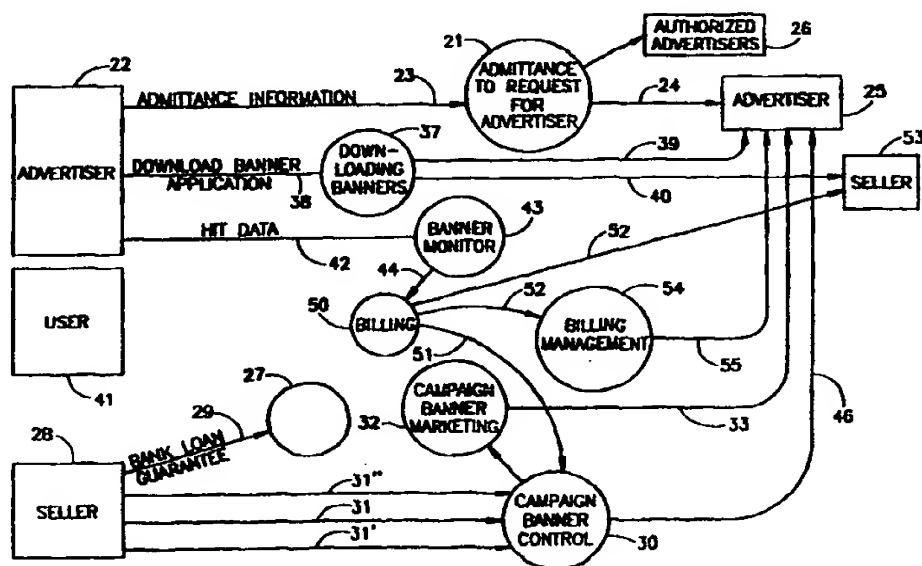 21
AUTHORIZED
ADVERTISERS
26
22
ADMITTANCE INFORMATION
23
ADMITTANCE
TO REQUEST
FOR
ADVERTISER
24
ADVERTISER
25
53
37
39
ADVERTISER
DOWNLOAD BANNER
APPLICATION
38
DOWN-
LOADING
BANNERS
40
SELLER
HIT DATA
42
BANNER
MONITOR
43
52
44
52
54
USER
50
BILLING
51
BILLING
MANAGEMENT
55
41
27
CAMPAIGN
BANNER
MARKETING
32
33
46
28
29
BANK LOAN
GUARANTEE
SELLER
31"
31
31'
CAMPAIGN
BANNER
CONTROL
30